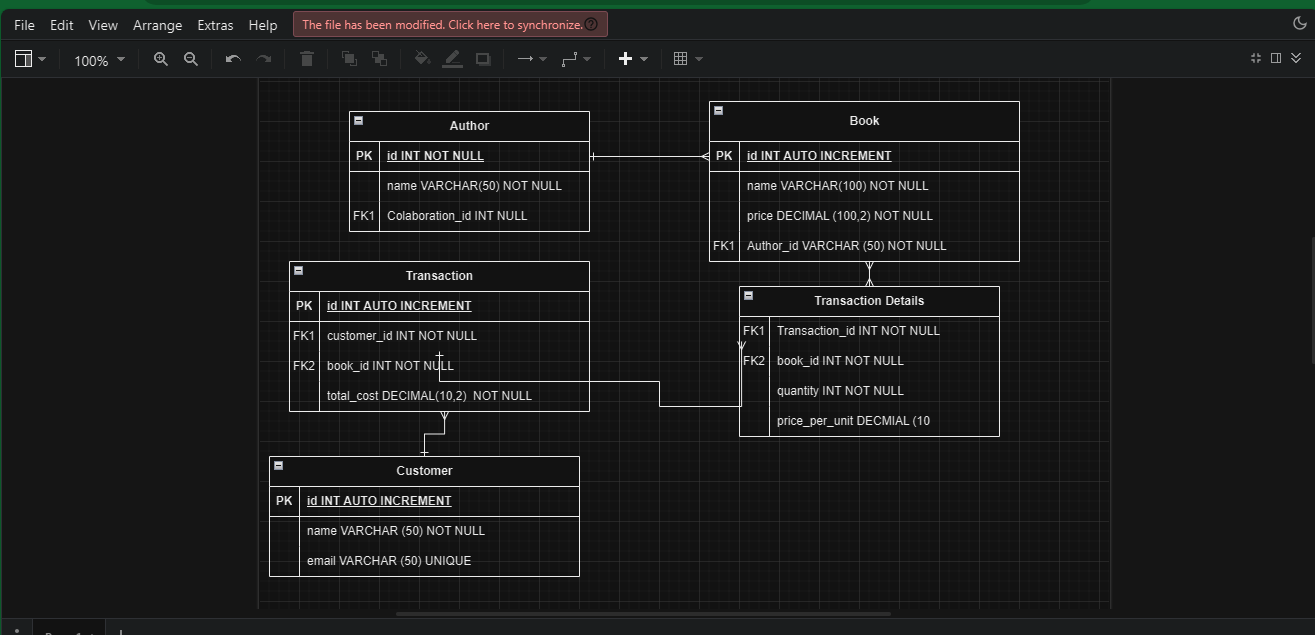 File Edit View Arrange Extras Help The file has been modified. Click here to synchronize.
100%
Author
PK id INT NOT NULL
name VARCHAR(50) NOT NULL
FK1 Colaboration_id INT NULL
Book
PK id INT AUTO INCREMENT
name VARCHAR(100) NOT NULL
price DECIMAL (100,2) NOT NULL
FK1 Author_id VARCHAR (50) NOT NULL
Transaction
PK id INT AUTO INCREMENT
FK1 customer_id INT NOT NULL
FK2 book_id INT NOT NULL
total_cost DECIMAL(10,2) NOT NULL
Transaction Details
FK1 Transaction_id INT NOT NULL
FK2 book_id INT NOT NULL
quantity INT NOT NULL
price_per_unit DECMIAL (10
Customer
PK id INT AUTO INCREMENT
name VARCHAR (50) NOT NULL
email VARCHAR (50) UNIQUE